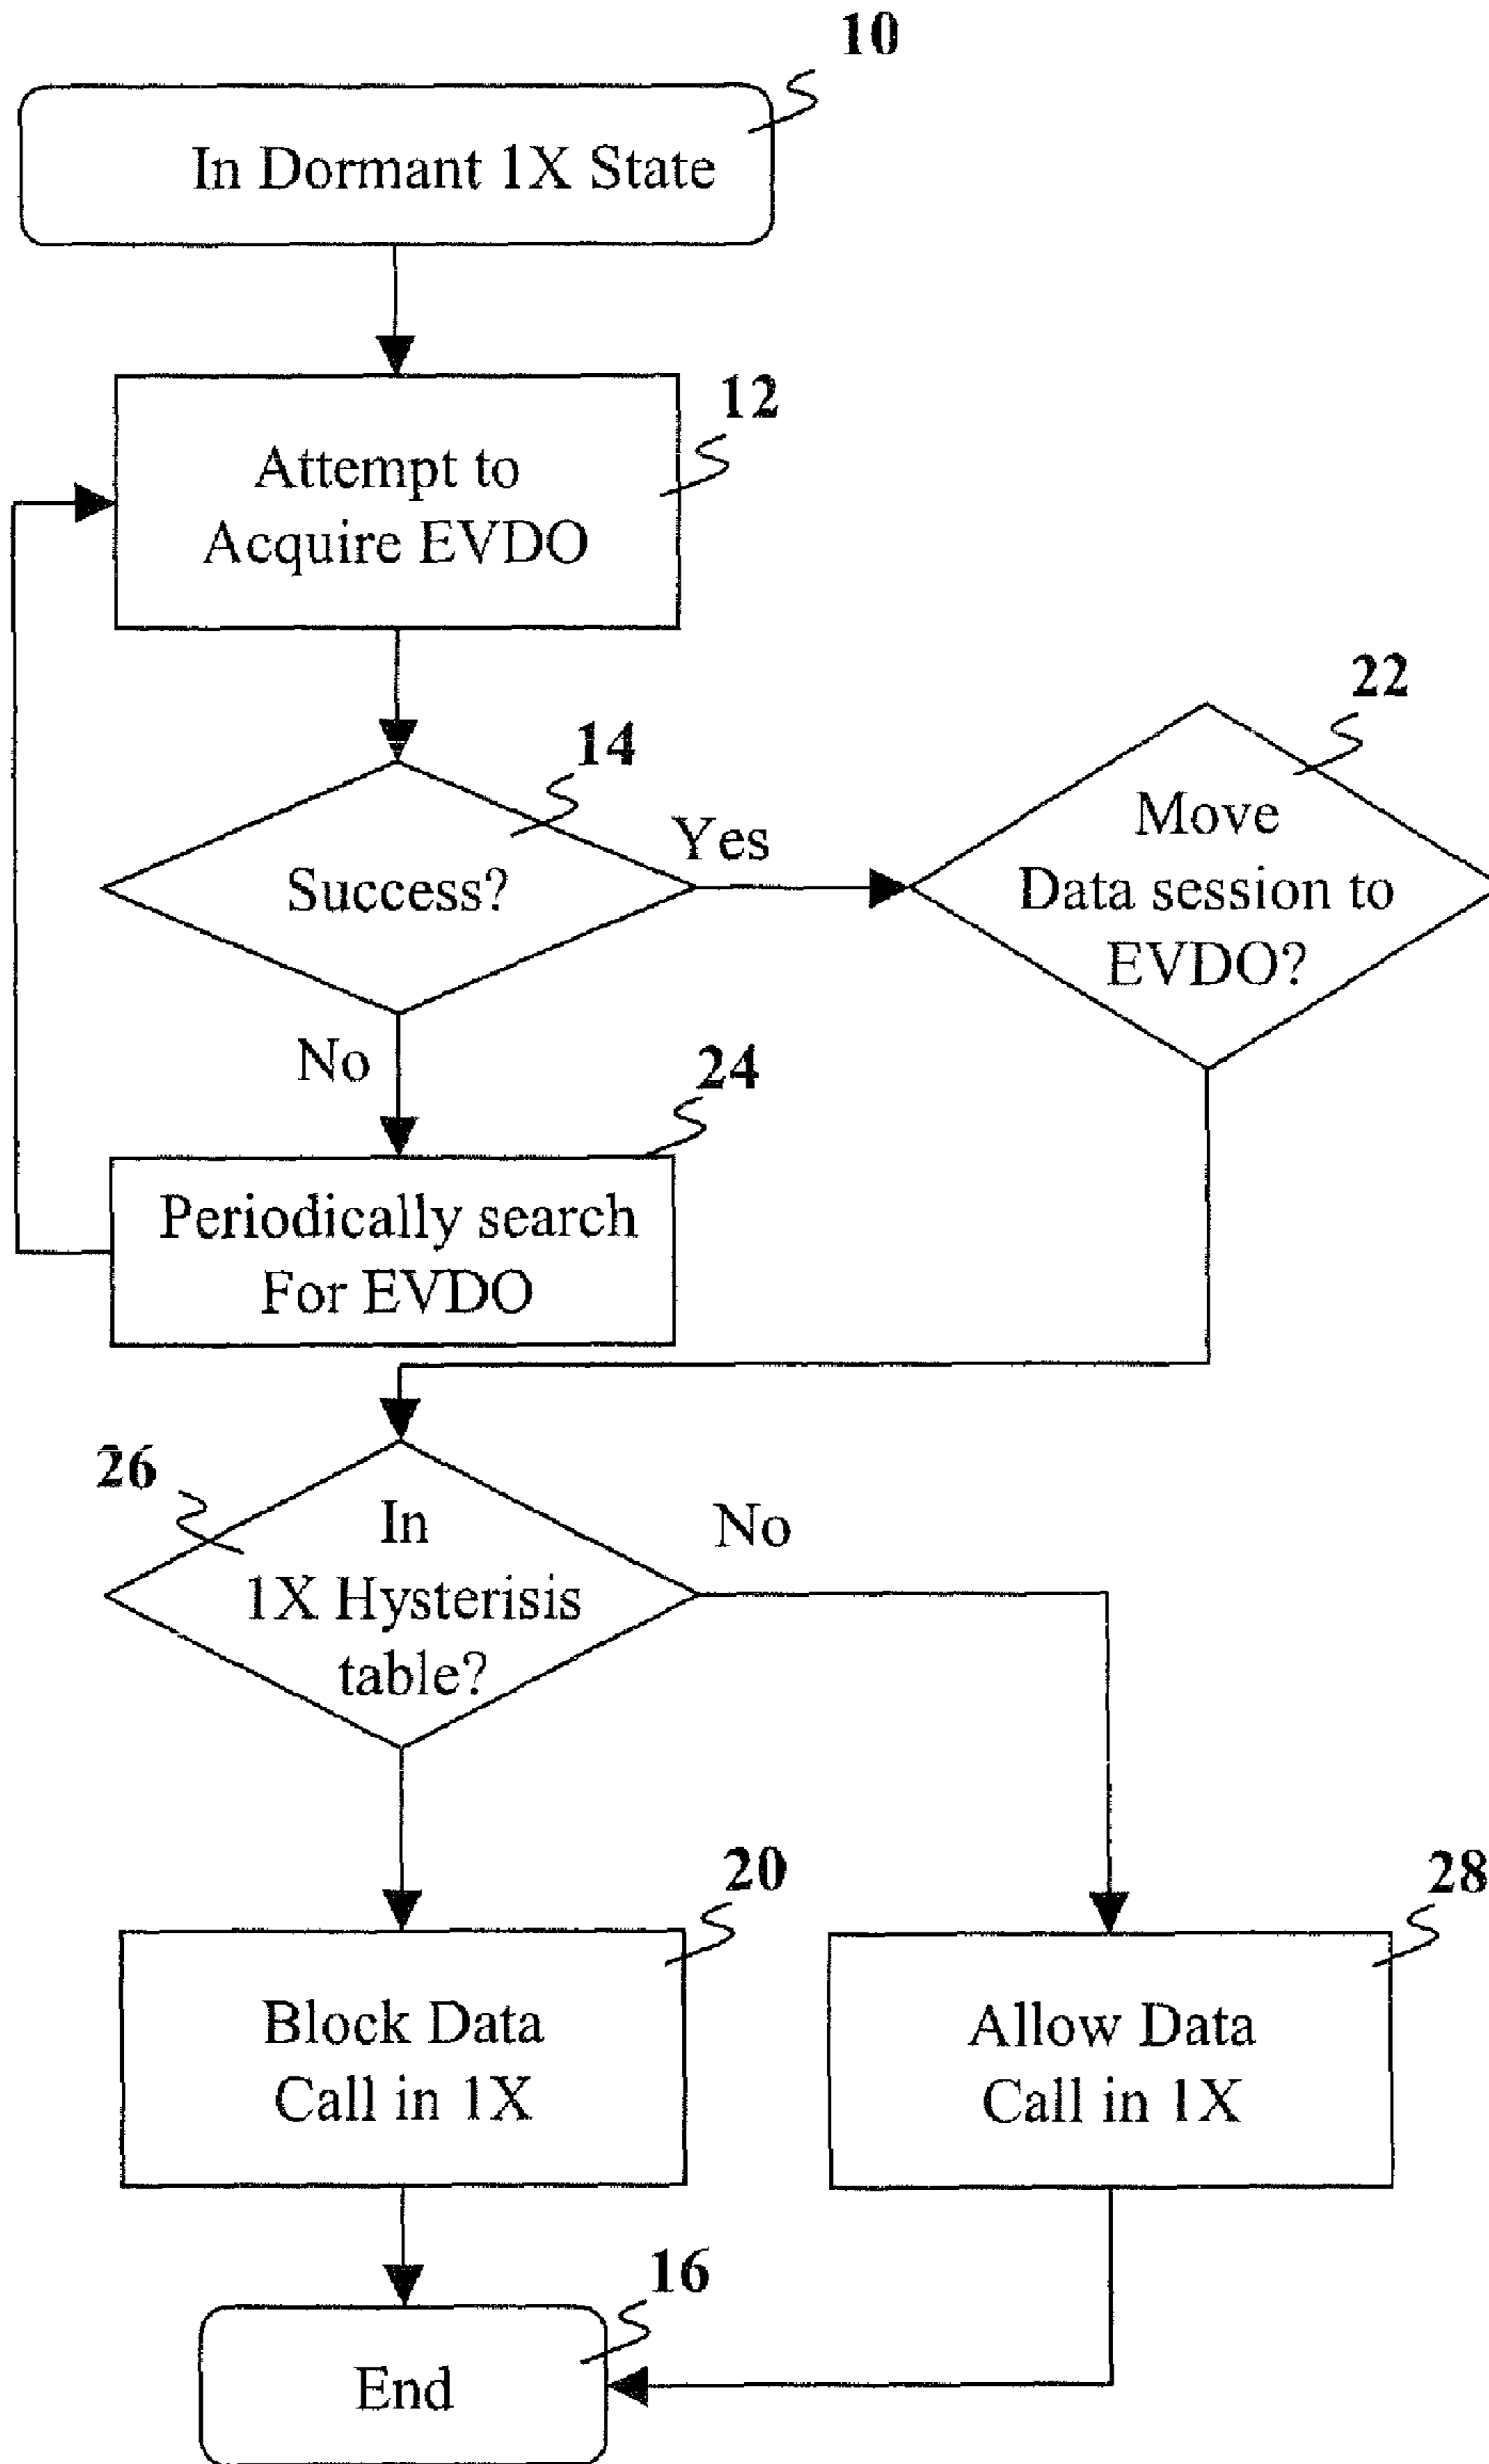 10
In Dormant 1X State
12
Attempt to
Acquire EVDO
14
Success?
Yes
22
Move
Data session to
EVDO?
No
24
Periodically search
For EVDO
26
In
1X Hysterisis
table?
No
20
Block Data
Call in 1X
28
Allow Data
Call in 1X
16
End